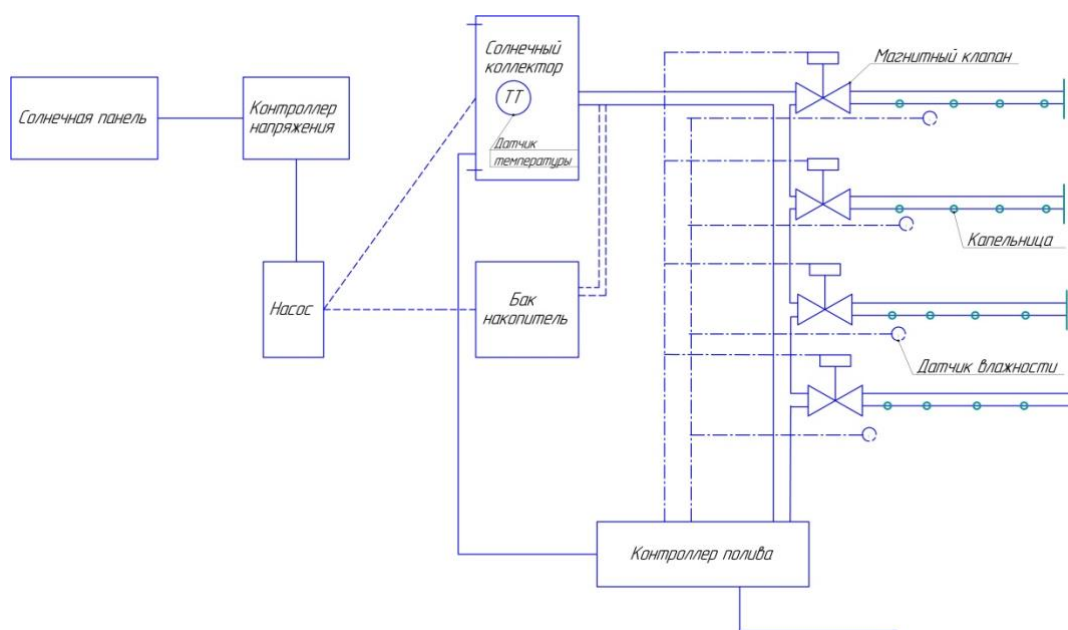 Солнечная панель
Контроллер
напряжения
Насос
Солнечный
коллектор
ТТ
Датчик
температуры
Бак
накопитель
Магнитный клапан
Капельница
Датчик влажности
Контроллер полива